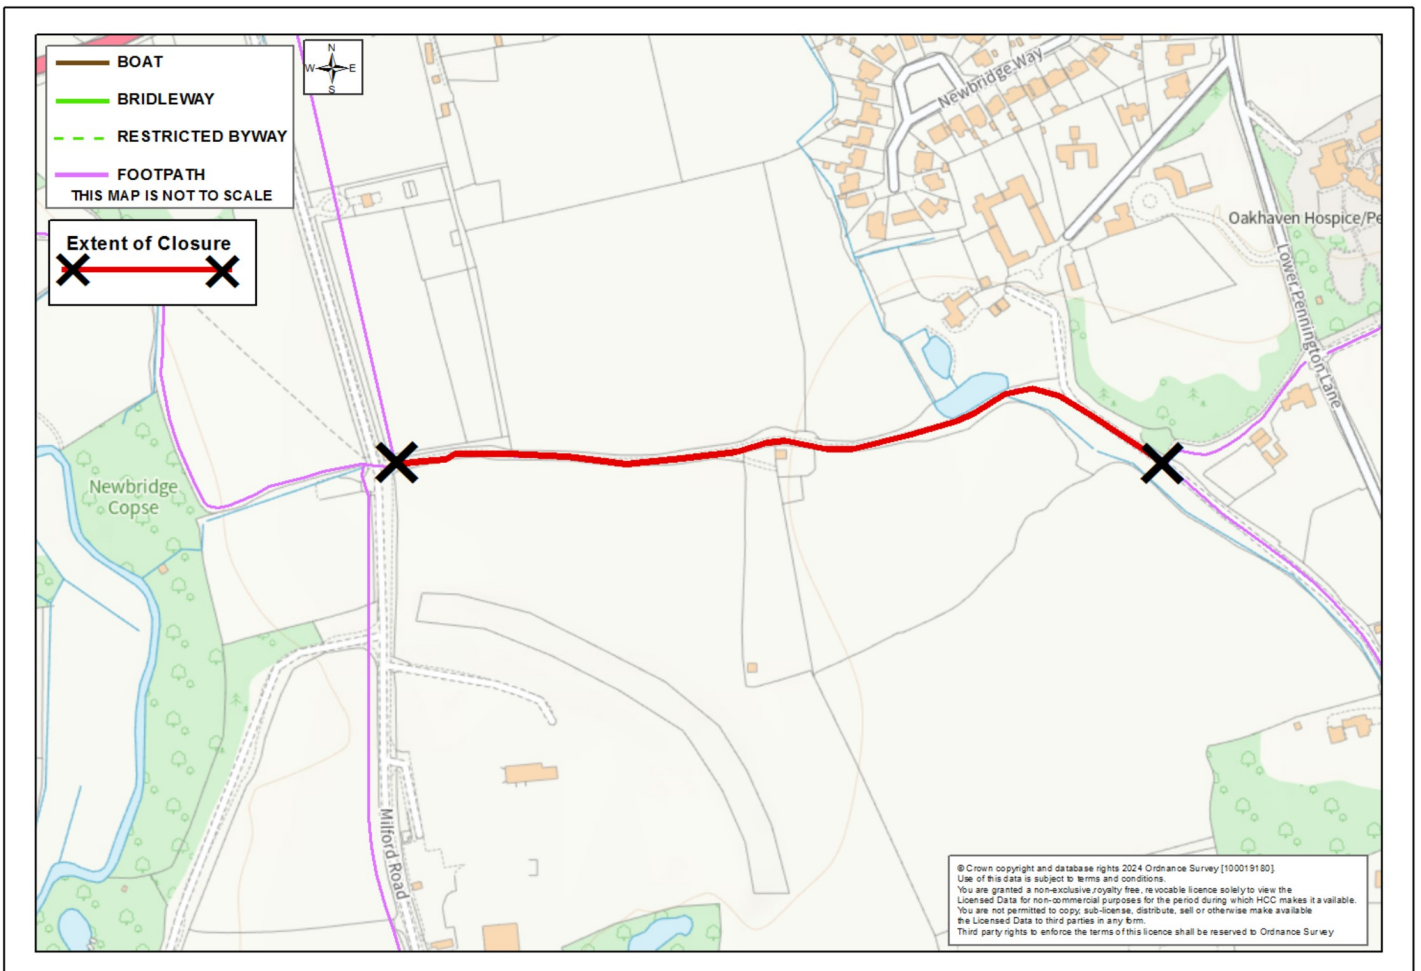 BOAT
BRIDLEWAY
RESTRICTED BYWAY
FOOTPATH
THIS MAP IS NOT TO SCALE
N
W E
S
Extent of Closure
Newbridge Way
Oakhaven Hospice/Pe
Lower Pennington Lane
Newbridge
Copse
Milford Road
© Crown copyright and database rights 2024 Ordnance Survey [100019180].
Use of this data is subject to terms and conditions.
You are granted a non-exclusive,royalty free, revocable licence solely to view the
Licensed Data for non-commercial purposes for the period during which HCC makes it available.
You are not permitted to copy, sub-license, distribute, sell or otherwise make available
the Licensed Data to third parties in any form.
Third party rights to enforce the terms of this licence shall be reserved to Ordnance Survey